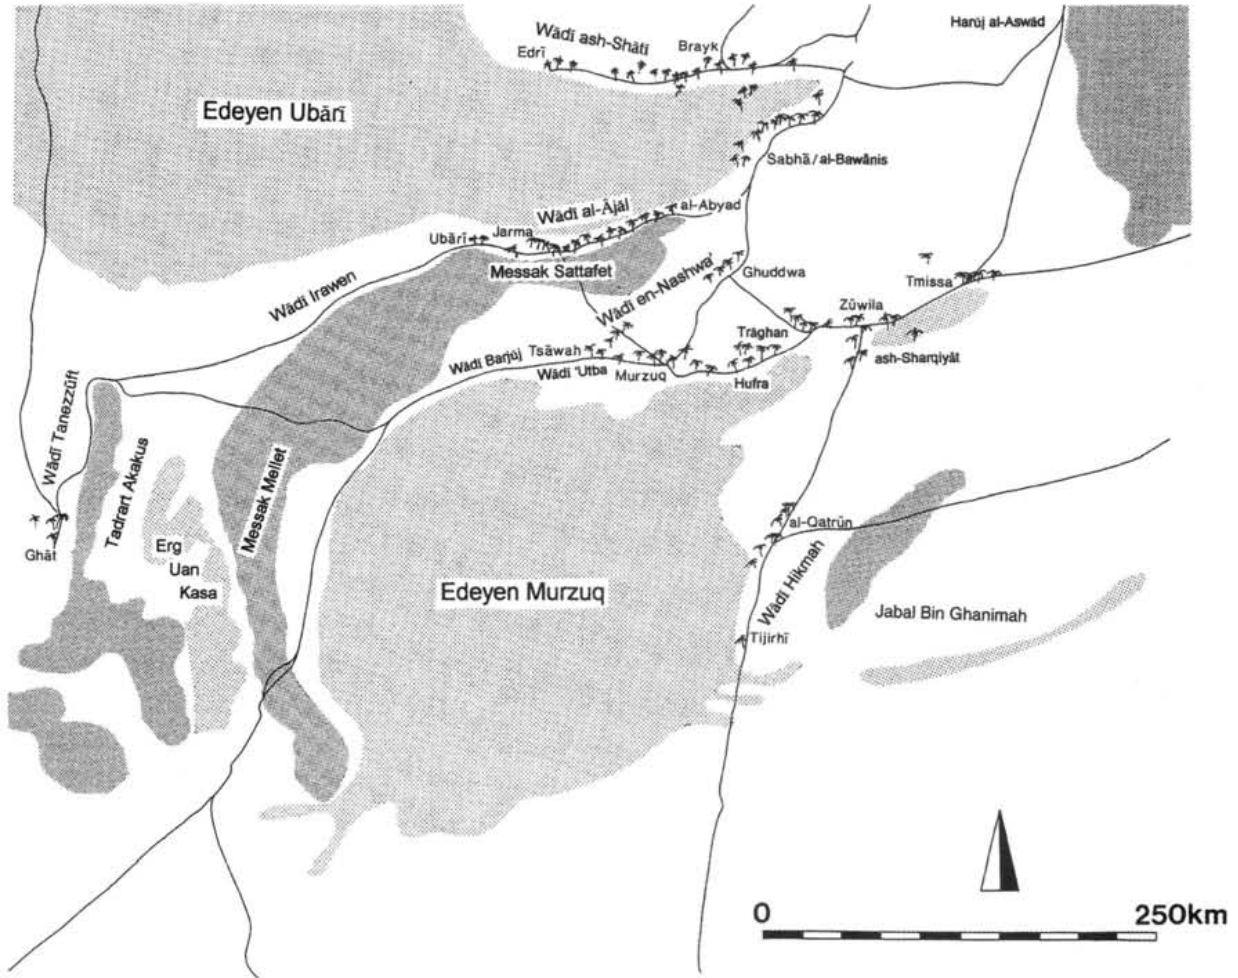 Harūj al-Aswād
Wādī ash-Shātī
Brayk
Edrī
Edeyen Ubārī
Sabhā/al-Bawānis
Wādī al-Ājāl
al-Abyad
Jarma
Ubārī
Messak Sattafet
Wādī en-Nashwa'
Ghuddwa
Tmissa
Wādī Irawen
Zūwila
Trāghan
ash-Sharqiyāt
Wādī Barjūj
Tsāwah
Wādī 'Utba
Murzuq
Hufra
Wādī Tanezzūft
Tadrart Akakus
Messak Mellet
Ghāt
Erg
Uan
Kasa
al-Qatrūn
Edeyen Murzuq
Wādī Hikmah
Jabal Bin Ghanimah
Tijirhī
0
250km